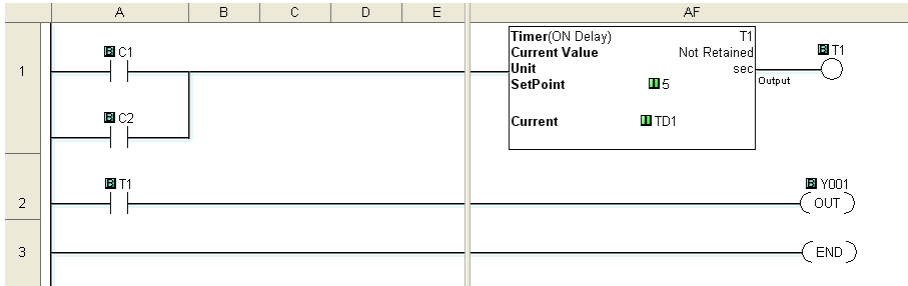 A B C D E AF
1
B C1
B C2
Timer(ON Delay) T1
Current Value Not Retained
Unit sec
SetPoint 5
Current TD1
Output
B T1
2
B T1
B Y001
OUT
3
END